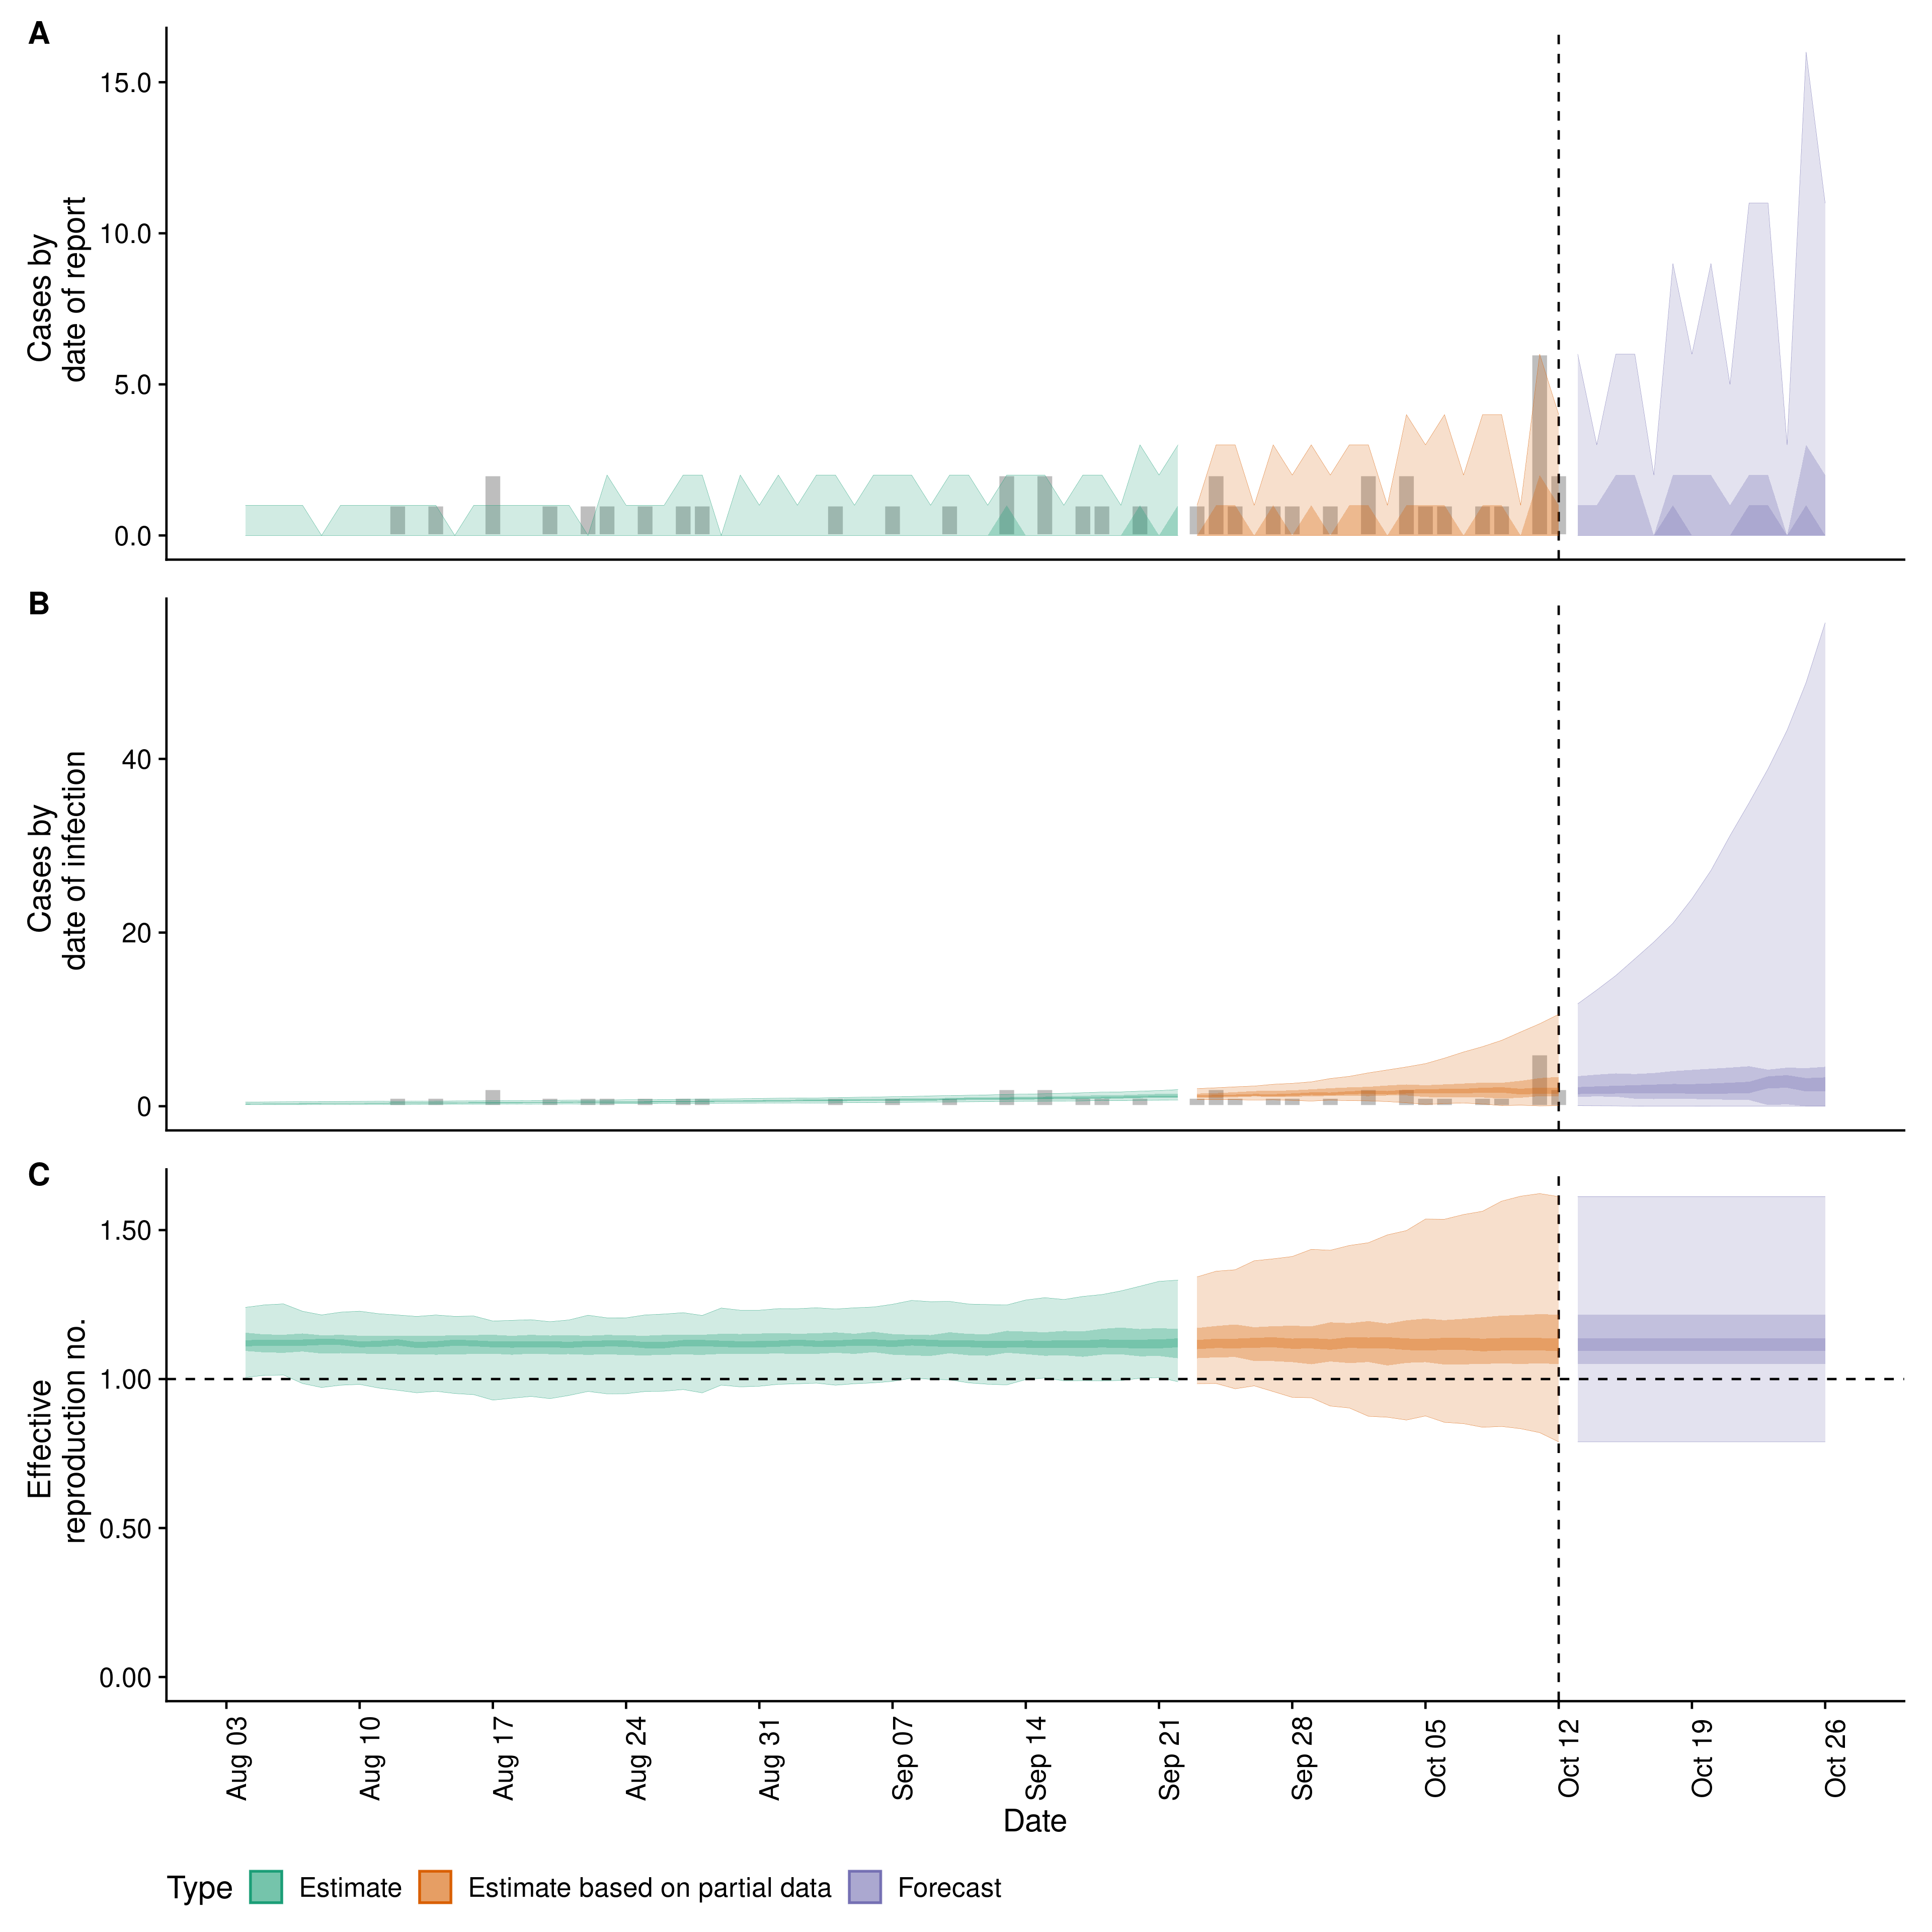 A
Cases by
date of report
15.0
10.0
5.0
0.0
B
Cases by
date of infection
40
20
0
C
Effective
reproduction no.
1.50
1.00
0.50
0.00
Aug 03
Aug 10
Aug 17
Aug 24
Aug 31
Sep 07
Sep 14
Sep 21
Sep 28
Oct 05
Oct 12
Oct 19
Oct 26
Date
Type Estimate Estimate based on partial data Forecast